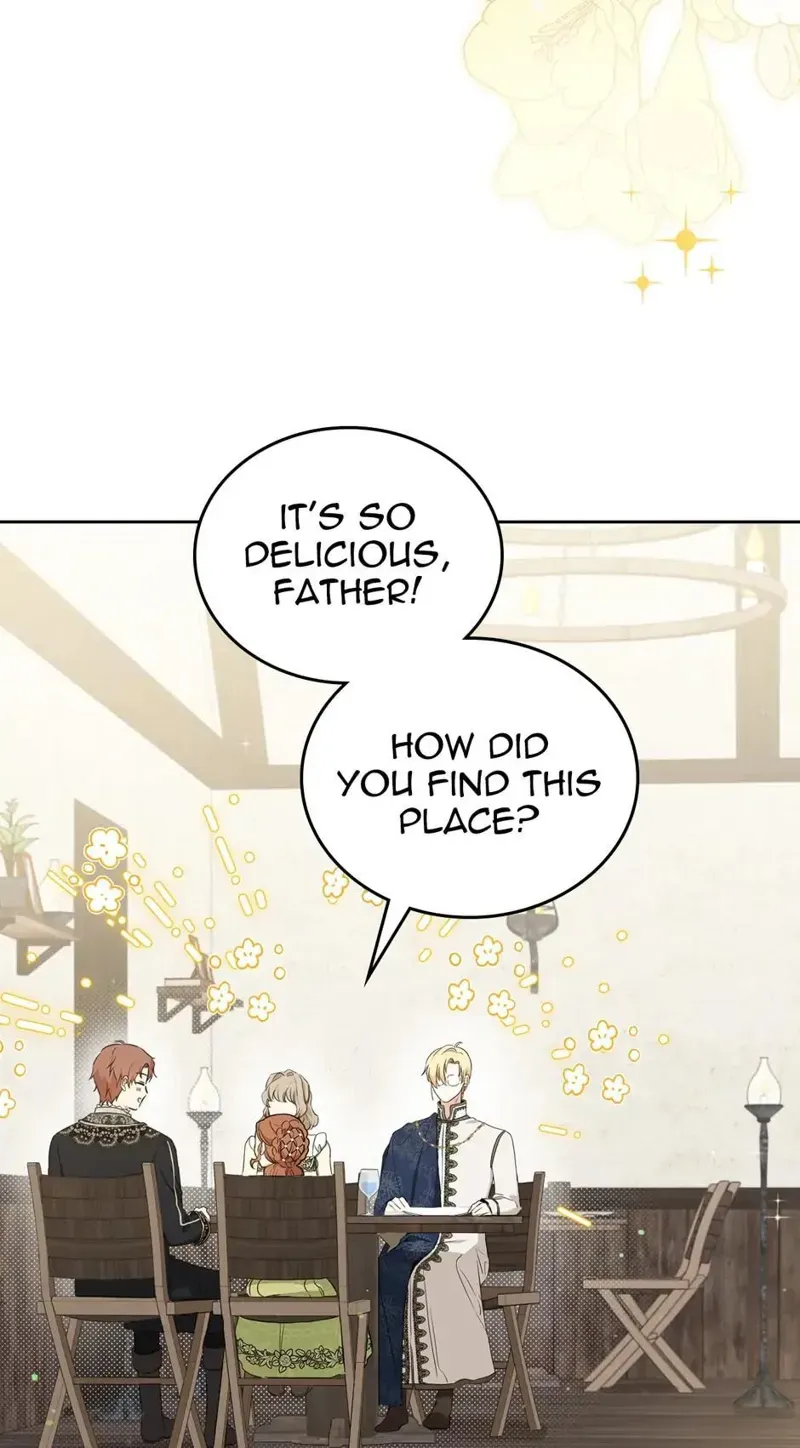 IT'S SO
DELICIOUS,
FATHER!
HOW DID
YOU FIND THIS
PLACE?